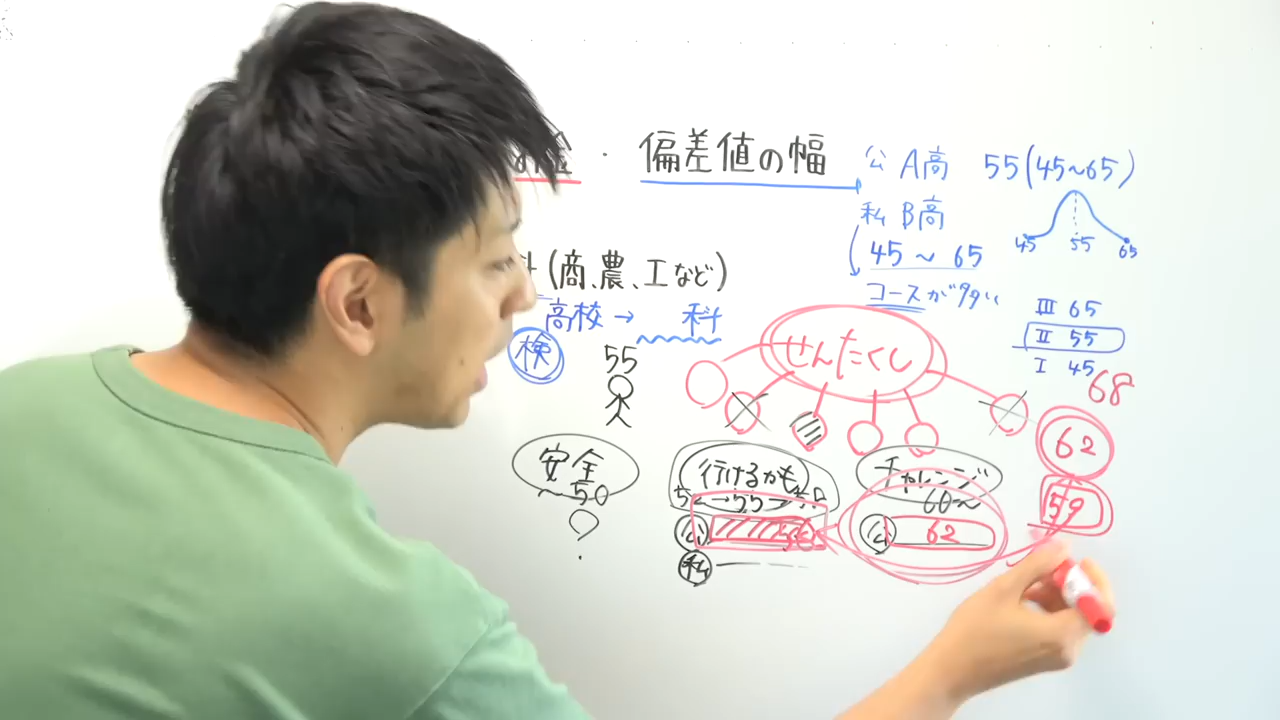 ・偏差値の幅
公 A高 55(45~65)
私 B高
45 ~ 65
コースが多い
45 55 65
(商、農、工など)
高校→ 科
検
55
せんたくし
Ⅲ 65
Ⅱ 55
Ⅰ 45
68
62
59
安全
~50
行けるかも
チャレンジ
60~
公
公 62
私